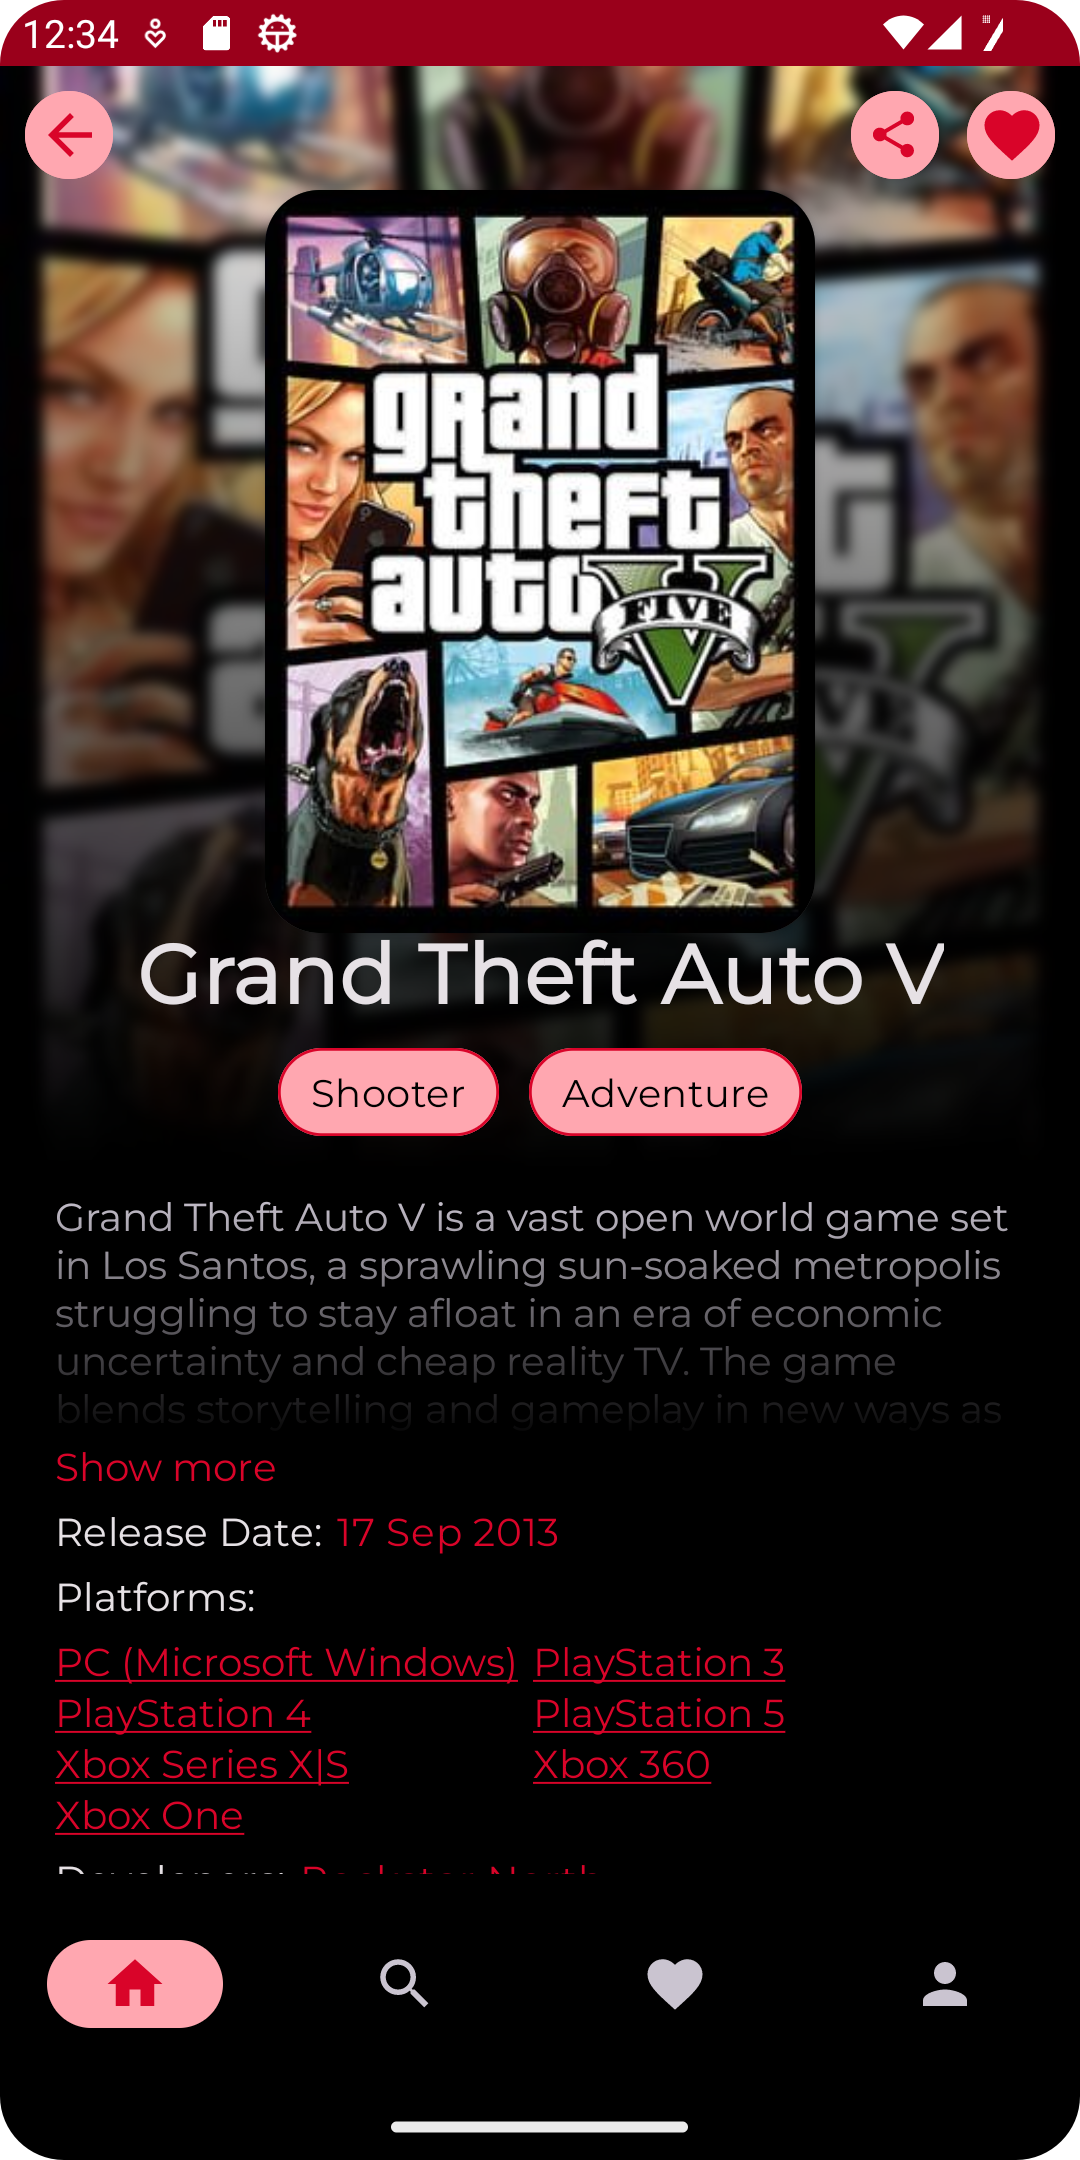 12:34
grand
theft
auto V
FIVE
Grand Theft Auto V
Shooter Adventure
Grand Theft Auto V is a vast open world game set
in Los Santos, a sprawling sun-soaked metropolis
struggling to stay afloat in an era of economic
uncertainty and cheap reality TV. The game
blends storytelling and gameplay in new ways as
Show more
Release Date: 17 Sep 2013
Platforms:
PC (Microsoft Windows) PlayStation 3
PlayStation 4 PlayStation 5
Xbox Series X|S Xbox 360
Xbox One
Developers: Rockstar North